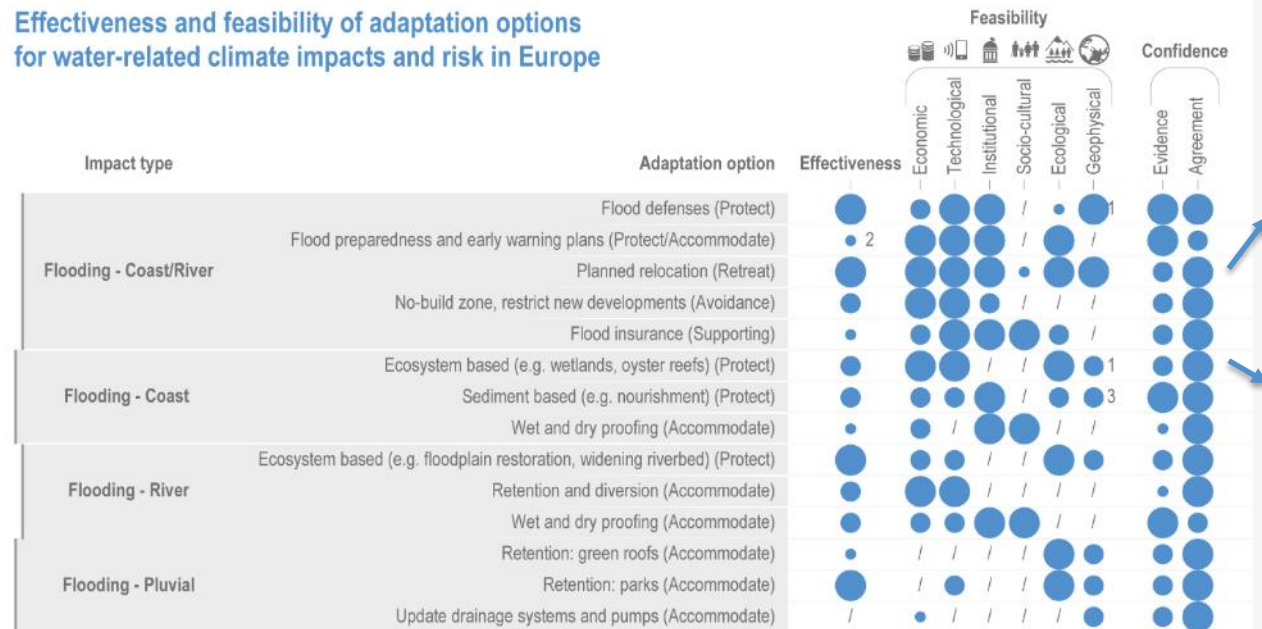 Effectiveness and feasibility of adaptation options
for water-related climate impacts and risk in Europe
Feasibility
Confidence
Impact type
Adaptation option
Effectiveness
Economic
Technological
Institutional
Socio-cultural
Ecological
Geophysical
Evidence
Agreement
Flooding - Coast/River
Flood defenses (Protect) / 1
Flood preparedness and early warning plans (Protect/Accommodate) 2 / /
Planned relocation (Retreat)
No-build zone, restrict new developments (Avoidance) / / /
Flood insurance (Supporting) /
Flooding - Coast
Ecosystem based (e.g. wetlands, oyster reefs) (Protect) / / 1
Sediment based (e.g. nourishment) (Protect) / 3
Wet and dry proofing (Accommodate) / / /
Flooding - River
Ecosystem based (e.g. floodplain restoration, widening riverbed) (Protect) / /
Retention and diversion (Accommodate) / / / /
Wet and dry proofing (Accommodate) / /
Flooding - Pluvial
Retention: green roofs (Accommodate) / / / /
Retention: parks (Accommodate) / / /
Update drainage systems and pumps (Accommodate) / / / / /